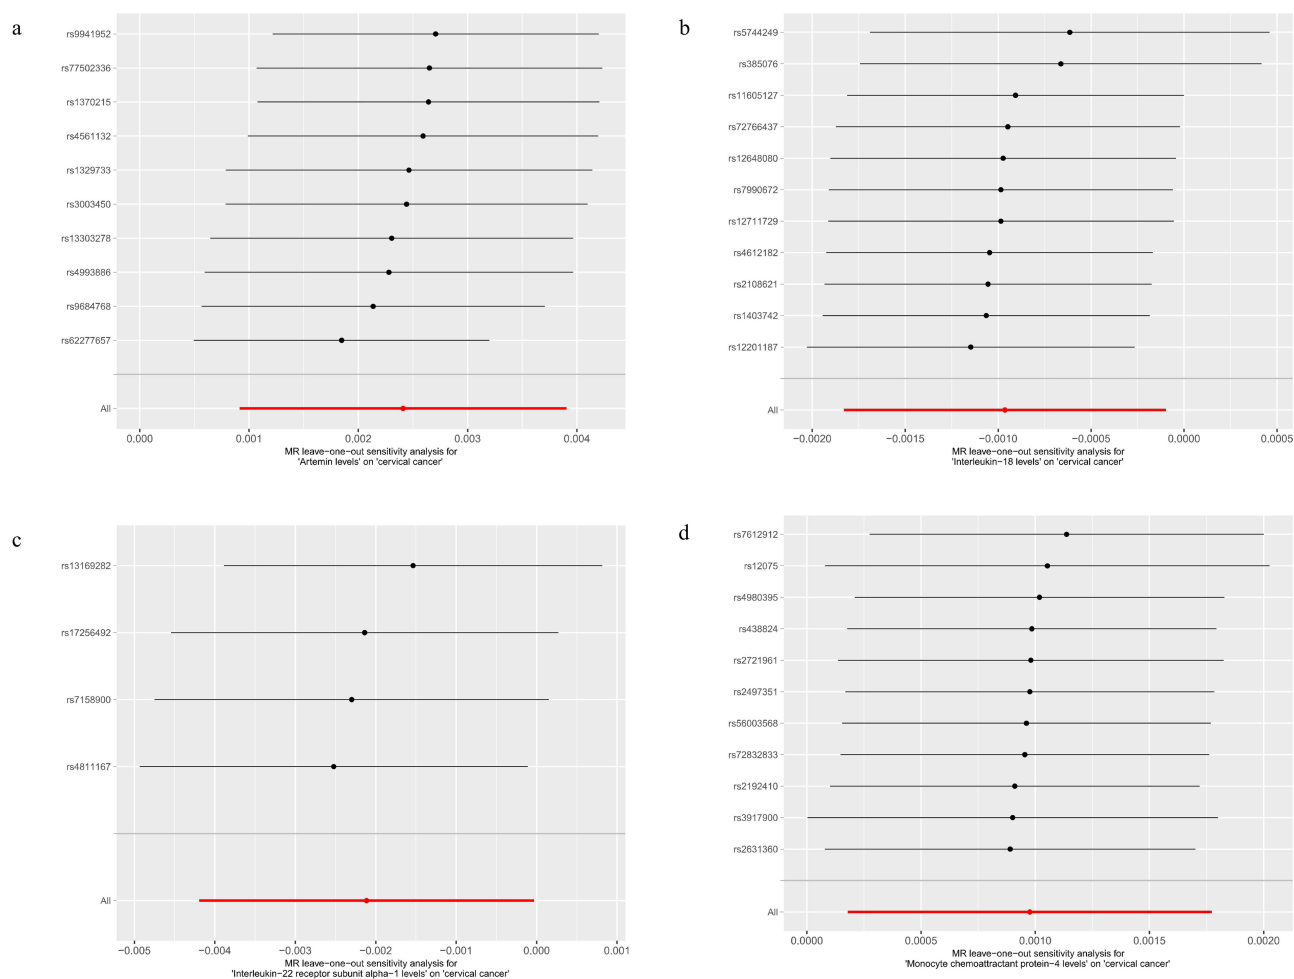 a
rs9941952
rs77502336
rs1370215
rs4561132
rs1329733
rs3003450
rs13303278
rs4993886
rs9684768
rs62277657
All
0.000 0.001 0.002 0.003 0.004
MR leave−one−out sensitivity analysis for
'Artemin levels' on 'cervical cancer'
b
rs5744249
rs385076
rs11605127
rs72766437
rs12648080
rs7990672
rs12711729
rs4612182
rs2108621
rs1403742
rs12201187
All
−0.0020 −0.0015 −0.0010 −0.0005 0.0000 0.0005
MR leave−one−out sensitivity analysis for
'Interleukin−18 levels' on 'cervical cancer'
c
rs13169282
rs17256492
rs7158900
rs4811167
All
−0.005 −0.004 −0.003 −0.002 −0.001 0.000 0.001
MR leave−one−out sensitivity analysis for
'Interleukin−22 receptor subunit alpha−1 levels' on 'cervical cancer'
d
rs7612912
rs12075
rs4980395
rs438824
rs2721961
rs2497351
rs56003568
rs72832833
rs2192410
rs3917900
rs2631360
All
0.0000 0.0005 0.0010 0.0015 0.0020
MR leave−one−out sensitivity analysis for
'Monocyte chemoattractant protein−4 levels' on 'cervical cancer'